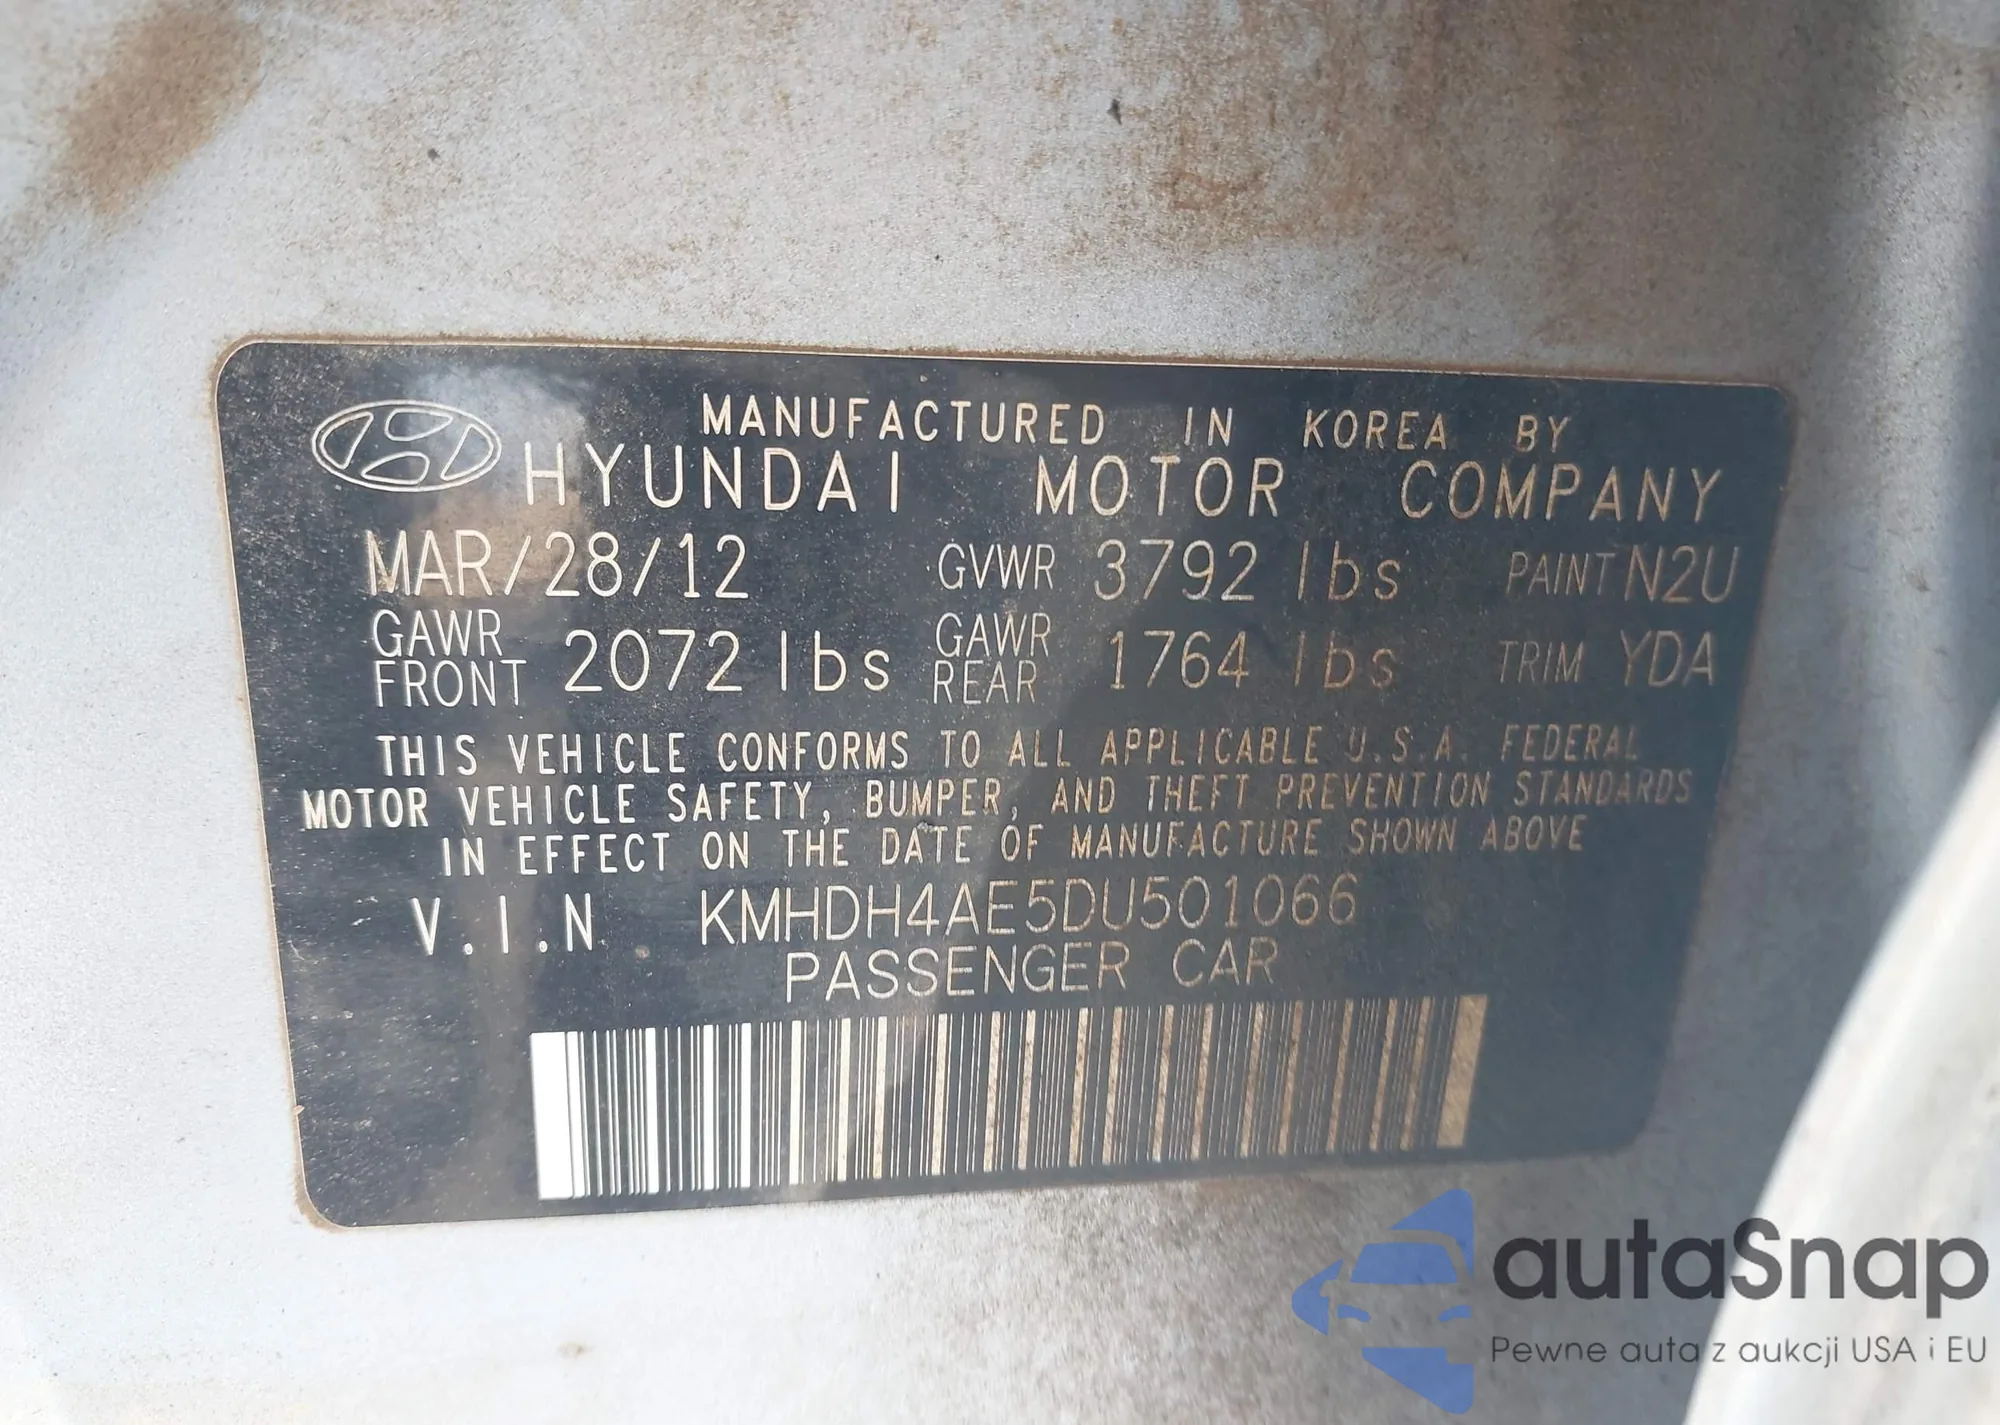 MANUFACTURED IN KOREA BY
HYUNDAI MOTOR COMPANY
MAR/28/12 GVWR 3792 lbs PAINT N2U
GAWR FRONT 2072 lbs GAWR REAR 1764 lbs TRIM YDA
THIS VEHICLE CONFORMS TO ALL APPLICABLE U.S.A. FEDERAL
MOTOR VEHICLE SAFETY, BUMPER, AND THEFT PREVENTION STANDARDS
IN EFFECT ON THE DATE OF MANUFACTURE SHOWN ABOVE
V.I.N KMHDH4AE5DU501066
PASSENGER CAR
autaSnap
Pewne auta z aukcji USA i EU